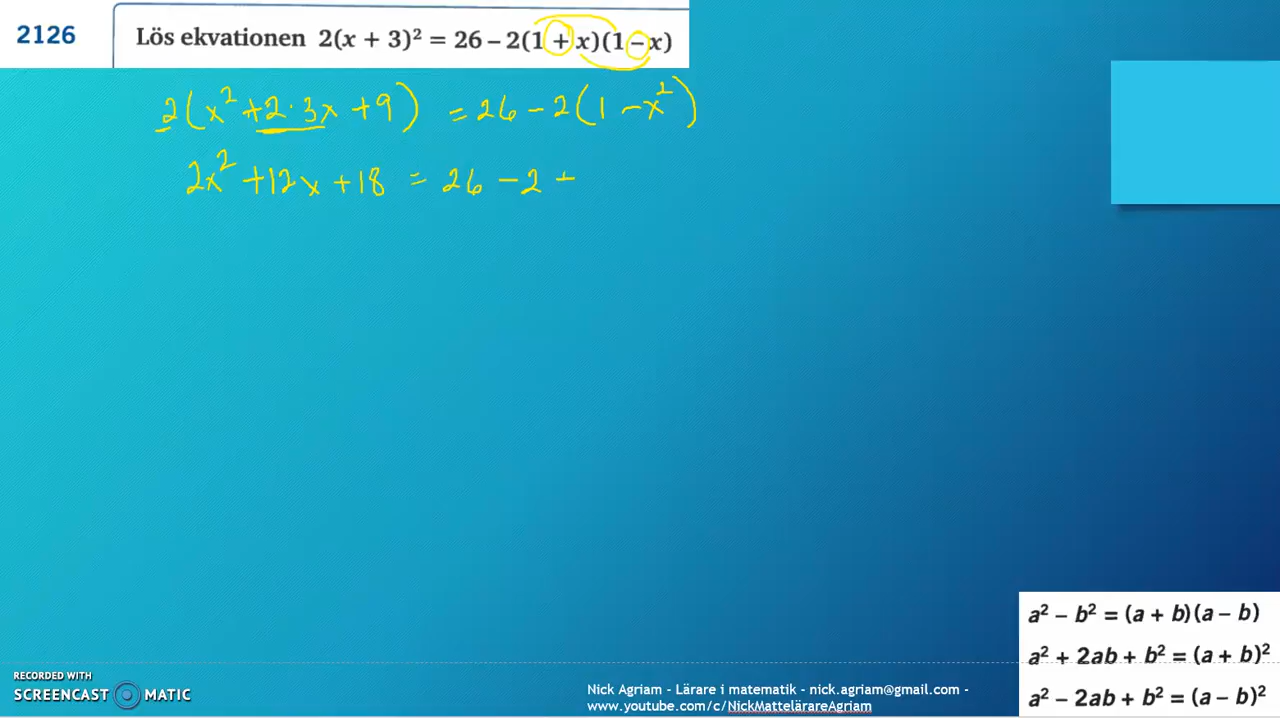 2126 Lös ekvationen 2(x + 3)² = 26 – 2(1 + x)(1 – x)
2(x² + 2 · 3x + 9) = 26 – 2(1 – x²)
2x² + 12x + 18 = 26 – 2 +
a² – b² = (a + b)(a – b)
a² + 2ab + b² = (a + b)²
a² – 2ab + b² = (a – b)²
RECORDED WITH
SCREENCAST MATIC
Nick Agriam - Lärare i matematik - nick.agriam@gmail.com -
www.youtube.com/c/NickMattelärareAgriam